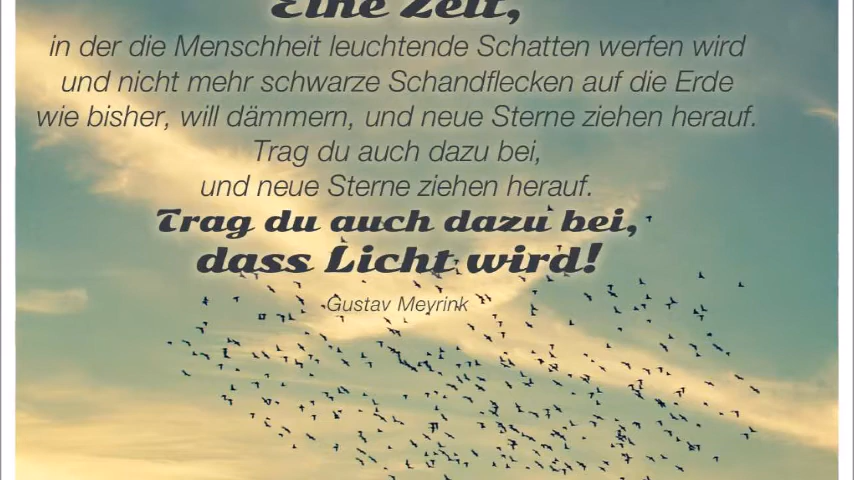 Eine Zeit,
in der die Menschheit leuchtende Schatten werfen wird
und nicht mehr schwarze Schandflecken auf die Erde
wie bisher, will dämmern, und neue Sterne ziehen herauf.
Trag du auch dazu bei,
und neue Sterne ziehen herauf.
Trag du auch dazu bei,
dass Licht wird!
Gustav Meyrink